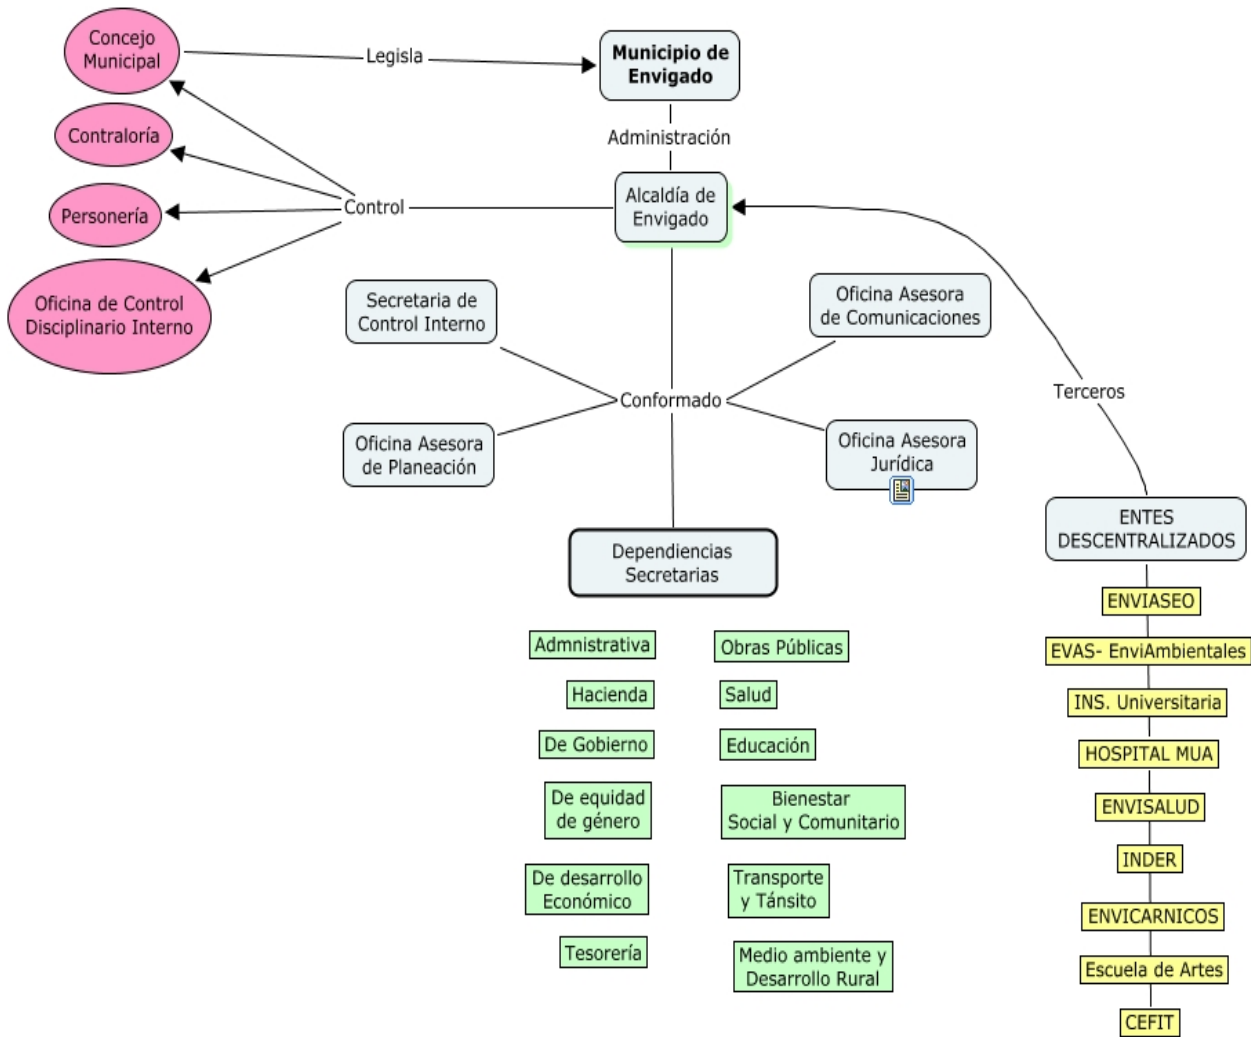 Concejo
Municipal
Legisla
Municipio de
Envigado
Contraloría
Administración
Personería
Control
Alcaldía de
Envigado
Oficina de Control
Disciplinario Interno
Secretaria de
Control Interno
Oficina Asesora
de Comunicaciones
Conformado
Terceros
Oficina Asesora
de Planeación
Oficina Asesora
Jurídica
Dependiencias
Secretarias
Admnistrativa
Obras Públicas
Hacienda
Salud
De Gobierno
Educación
De equidad
de género
Bienestar
Social y Comunitario
De desarrollo
Económico
Transporte
y Tánsito
Tesorería
Medio ambiente y
Desarrollo Rural
ENTES
DESCENTRALIZADOS
ENVIASEO
EVAS- EnviAmbientales
INS. Universitaria
HOSPITAL MUA
ENVISALUD
INDER
ENVICARNICOS
Escuela de Artes
CEFIT